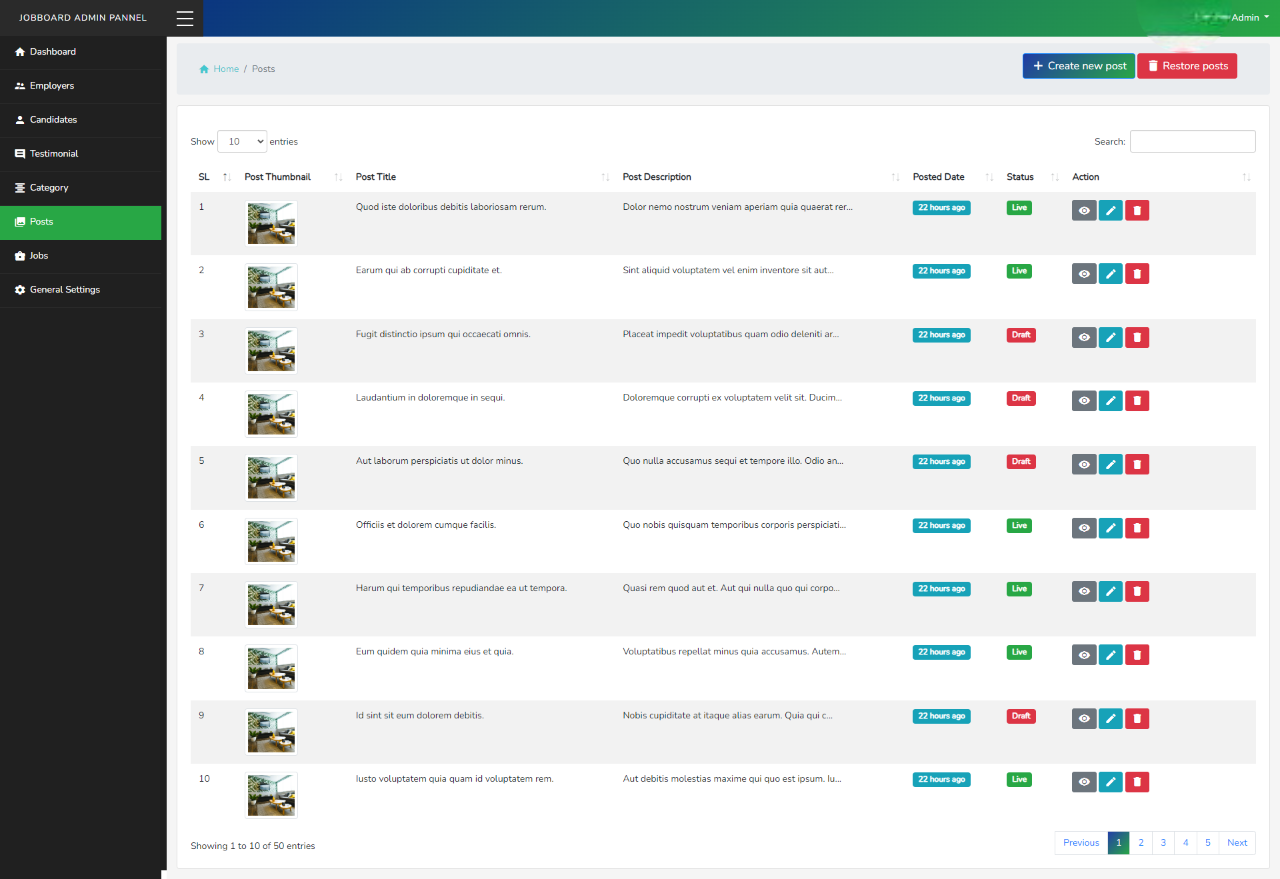 JOBBOARD ADMIN PANNEL
Admin
Dashboard
Employers
Candidates
Testimonial
Category
Posts
Jobs
General Settings
Home / Posts
Create new post
Restore posts
Show 10 entries
Search:
SL Post Thumbnail Post Title Post Description Posted Date Status Action
1 Quod iste doloribus debitis laboriosam rerum. Dolor nemo nostrum veniam aperiam quia quaerat rer... 22 hours ago Live
2 Earum qui ab corrupti cupiditate et. Sint aliquid voluptatem vel enim inventore sit aut... 22 hours ago Live
3 Fugit distinctio ipsum qui occaecati omnis. Placeat impedit voluptatibus quam odio deleniti ar... 22 hours ago Draft
4 Laudantium in doloremque in sequi. Doloremque corrupti ex voluptatem velit sit. Ducim... 22 hours ago Draft
5 Aut laborum perspiciatis ut dolor minus. Quo nulla accusamus sequi et tempore illo. Odio an... 22 hours ago Draft
6 Officiis et dolorem cumque facilis. Quo nobis quisquam temporibus corporis perspiciati... 22 hours ago Live
7 Harum qui temporibus repudiandae ea ut tempora. Quasi rem quod aut et. Aut qui nulla quo qui corpo... 22 hours ago Live
8 Eum quidem quia minima eius et quia. Voluptatibus repellat minus quia accusamus. Autem... 22 hours ago Live
9 Id sint sit eum dolorem debitis. Nobis cupiditate at itaque alias earum. Quia qui c... 22 hours ago Draft
10 Iusto voluptatem quia quam id voluptatem rem. Aut debitis molestias maxime qui quo est ipsum. Iu... 22 hours ago Live
Showing 1 to 10 of 50 entries
Previous 1 2 3 4 5 Next